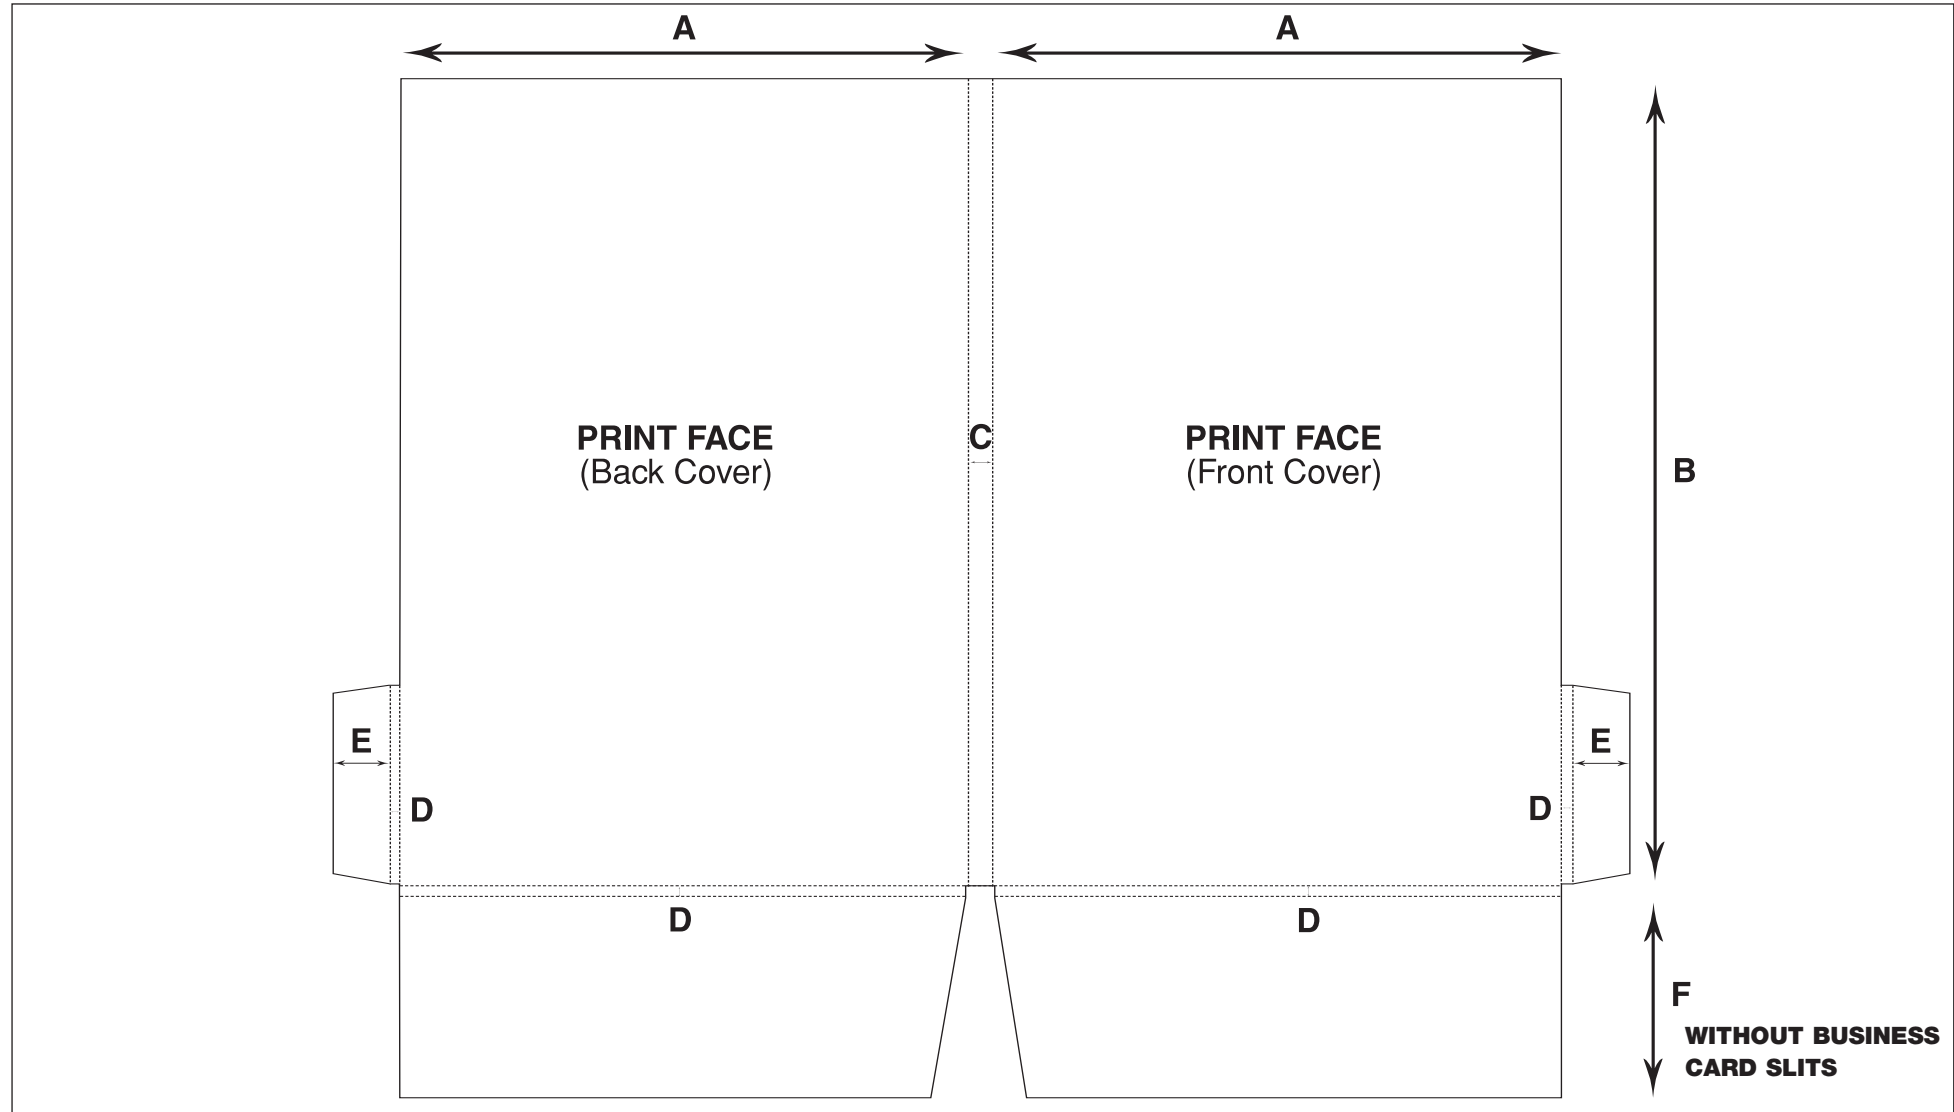 A
A
PRINT FACE
(Back Cover)
C
PRINT FACE
(Front Cover)
B
E
E
D
D
D
D
F
WITHOUT BUSINESS
CARD SLITS